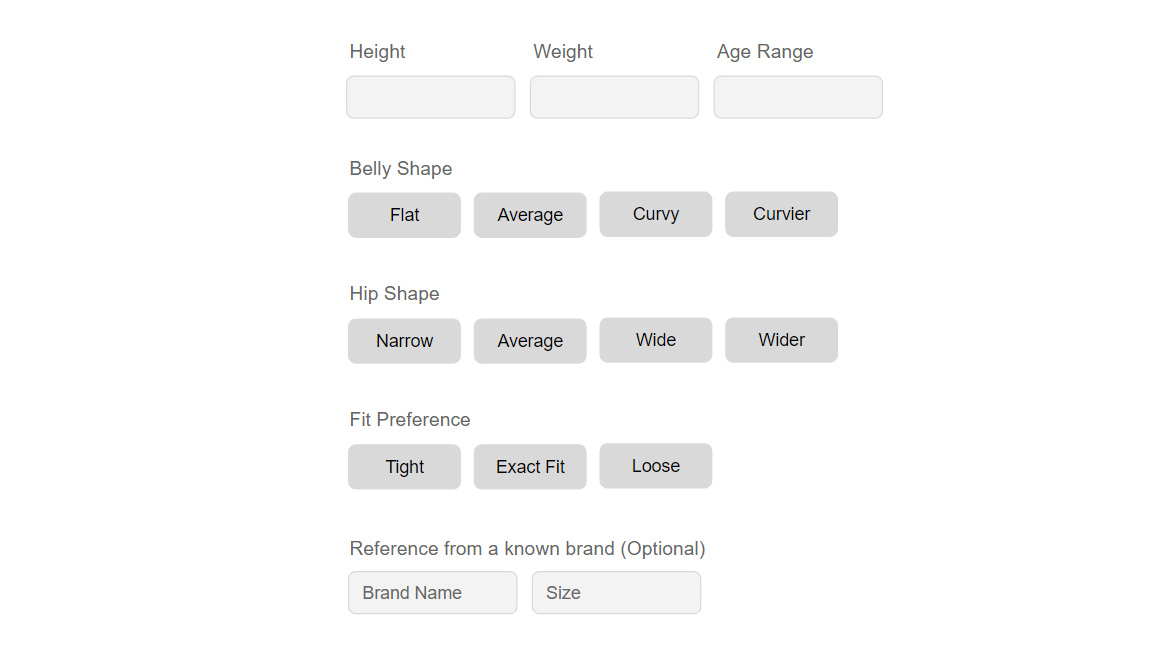 Height Weight Age Range
Belly Shape
Flat Average Curvy Curvier
Hip Shape
Narrow Average Wide Wider
Fit Preference
Tight Exact Fit Loose
Reference from a known brand (Optional)
Brand Name Size